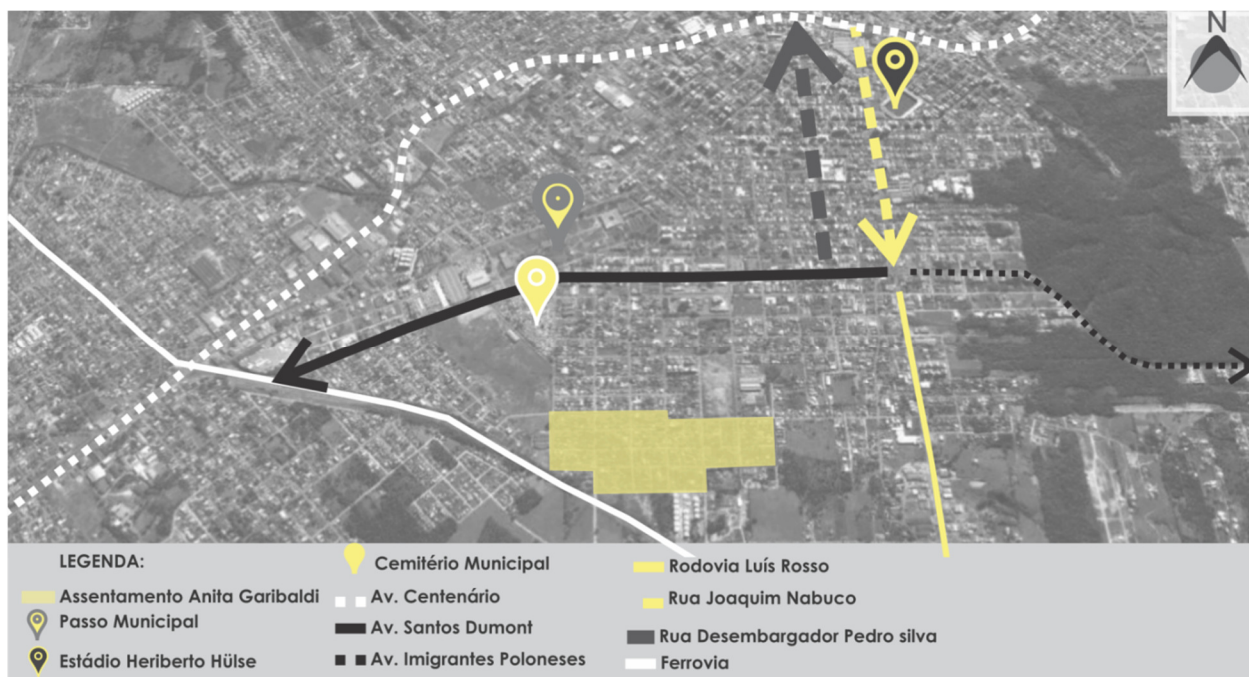 N
LEGENDA:
Assentamento Anita Garibaldi
Passo Municipal
Estádio Heriberto Hülse
Cemitério Municipal
Av. Centenário
Av. Santos Dumont
Av. Imigrantes Poloneses
Rodovia Luís Rosso
Rua Joaquim Nabuco
Rua Desembargador Pedro silva
Ferrovia